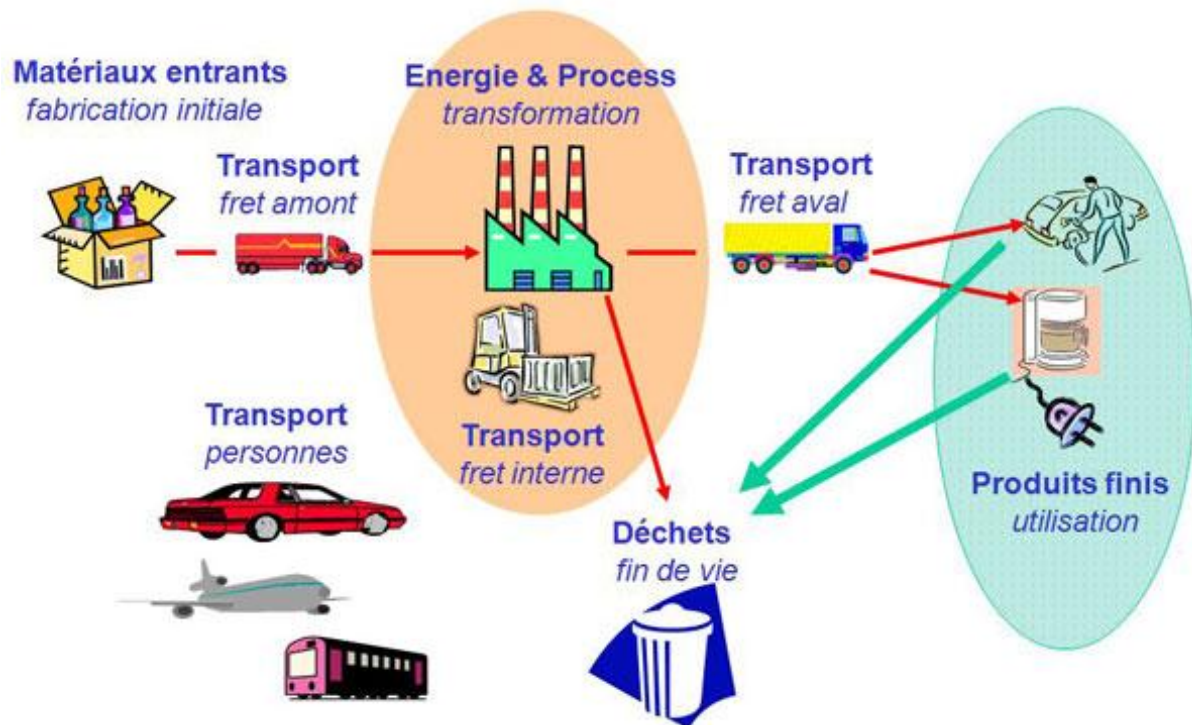 Matériaux entrants
fabrication initiale
Energie & Process
transformation
Transport
fret amont
Transport
fret aval
Transport
personnes
Transport
fret interne
Déchets
fin de vie
Produits finis
utilisation